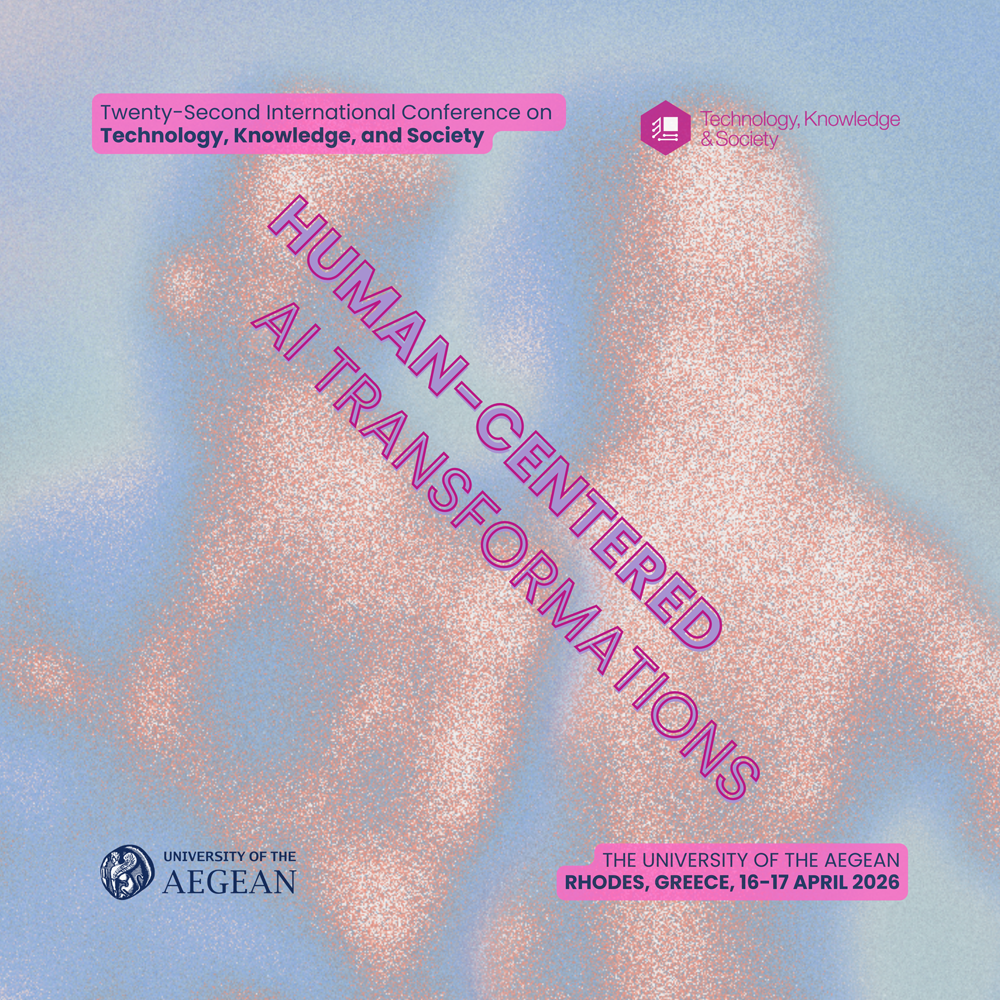 Twenty-Second International Conference on
Technology, Knowledge, and Society
Technology, Knowledge
& Society
HUMAN-CENTERED
AI TRANSFORMATIONS
UNIVERSITY OF THE
AEGEAN
THE UNIVERSITY OF THE AEGEAN
RHODES, GREECE, 16-17 APRIL 2026